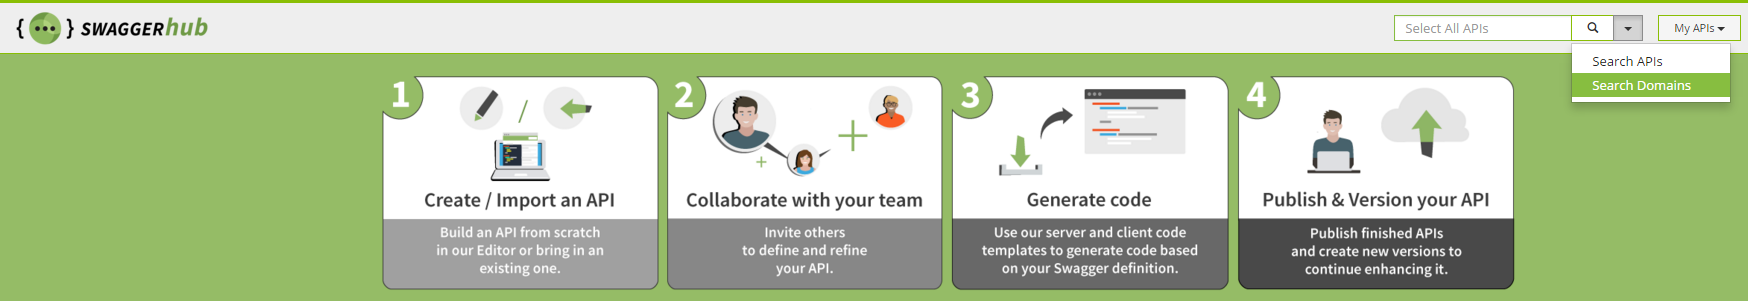 {...} SWAGGERhub
Select All APIs
My APIs
Search APIs
Search Domains
1
Create / Import an API
Build an API from scratch
in our Editor or bring in an
existing one.
2
Collaborate with your team
Invite others
to define and refine
your API.
3
Generate code
Use our server and client code
templates to generate code based
on your Swagger definition.
4
Publish & Version your API
Publish finished APIs
and create new versions to
continue enhancing it.